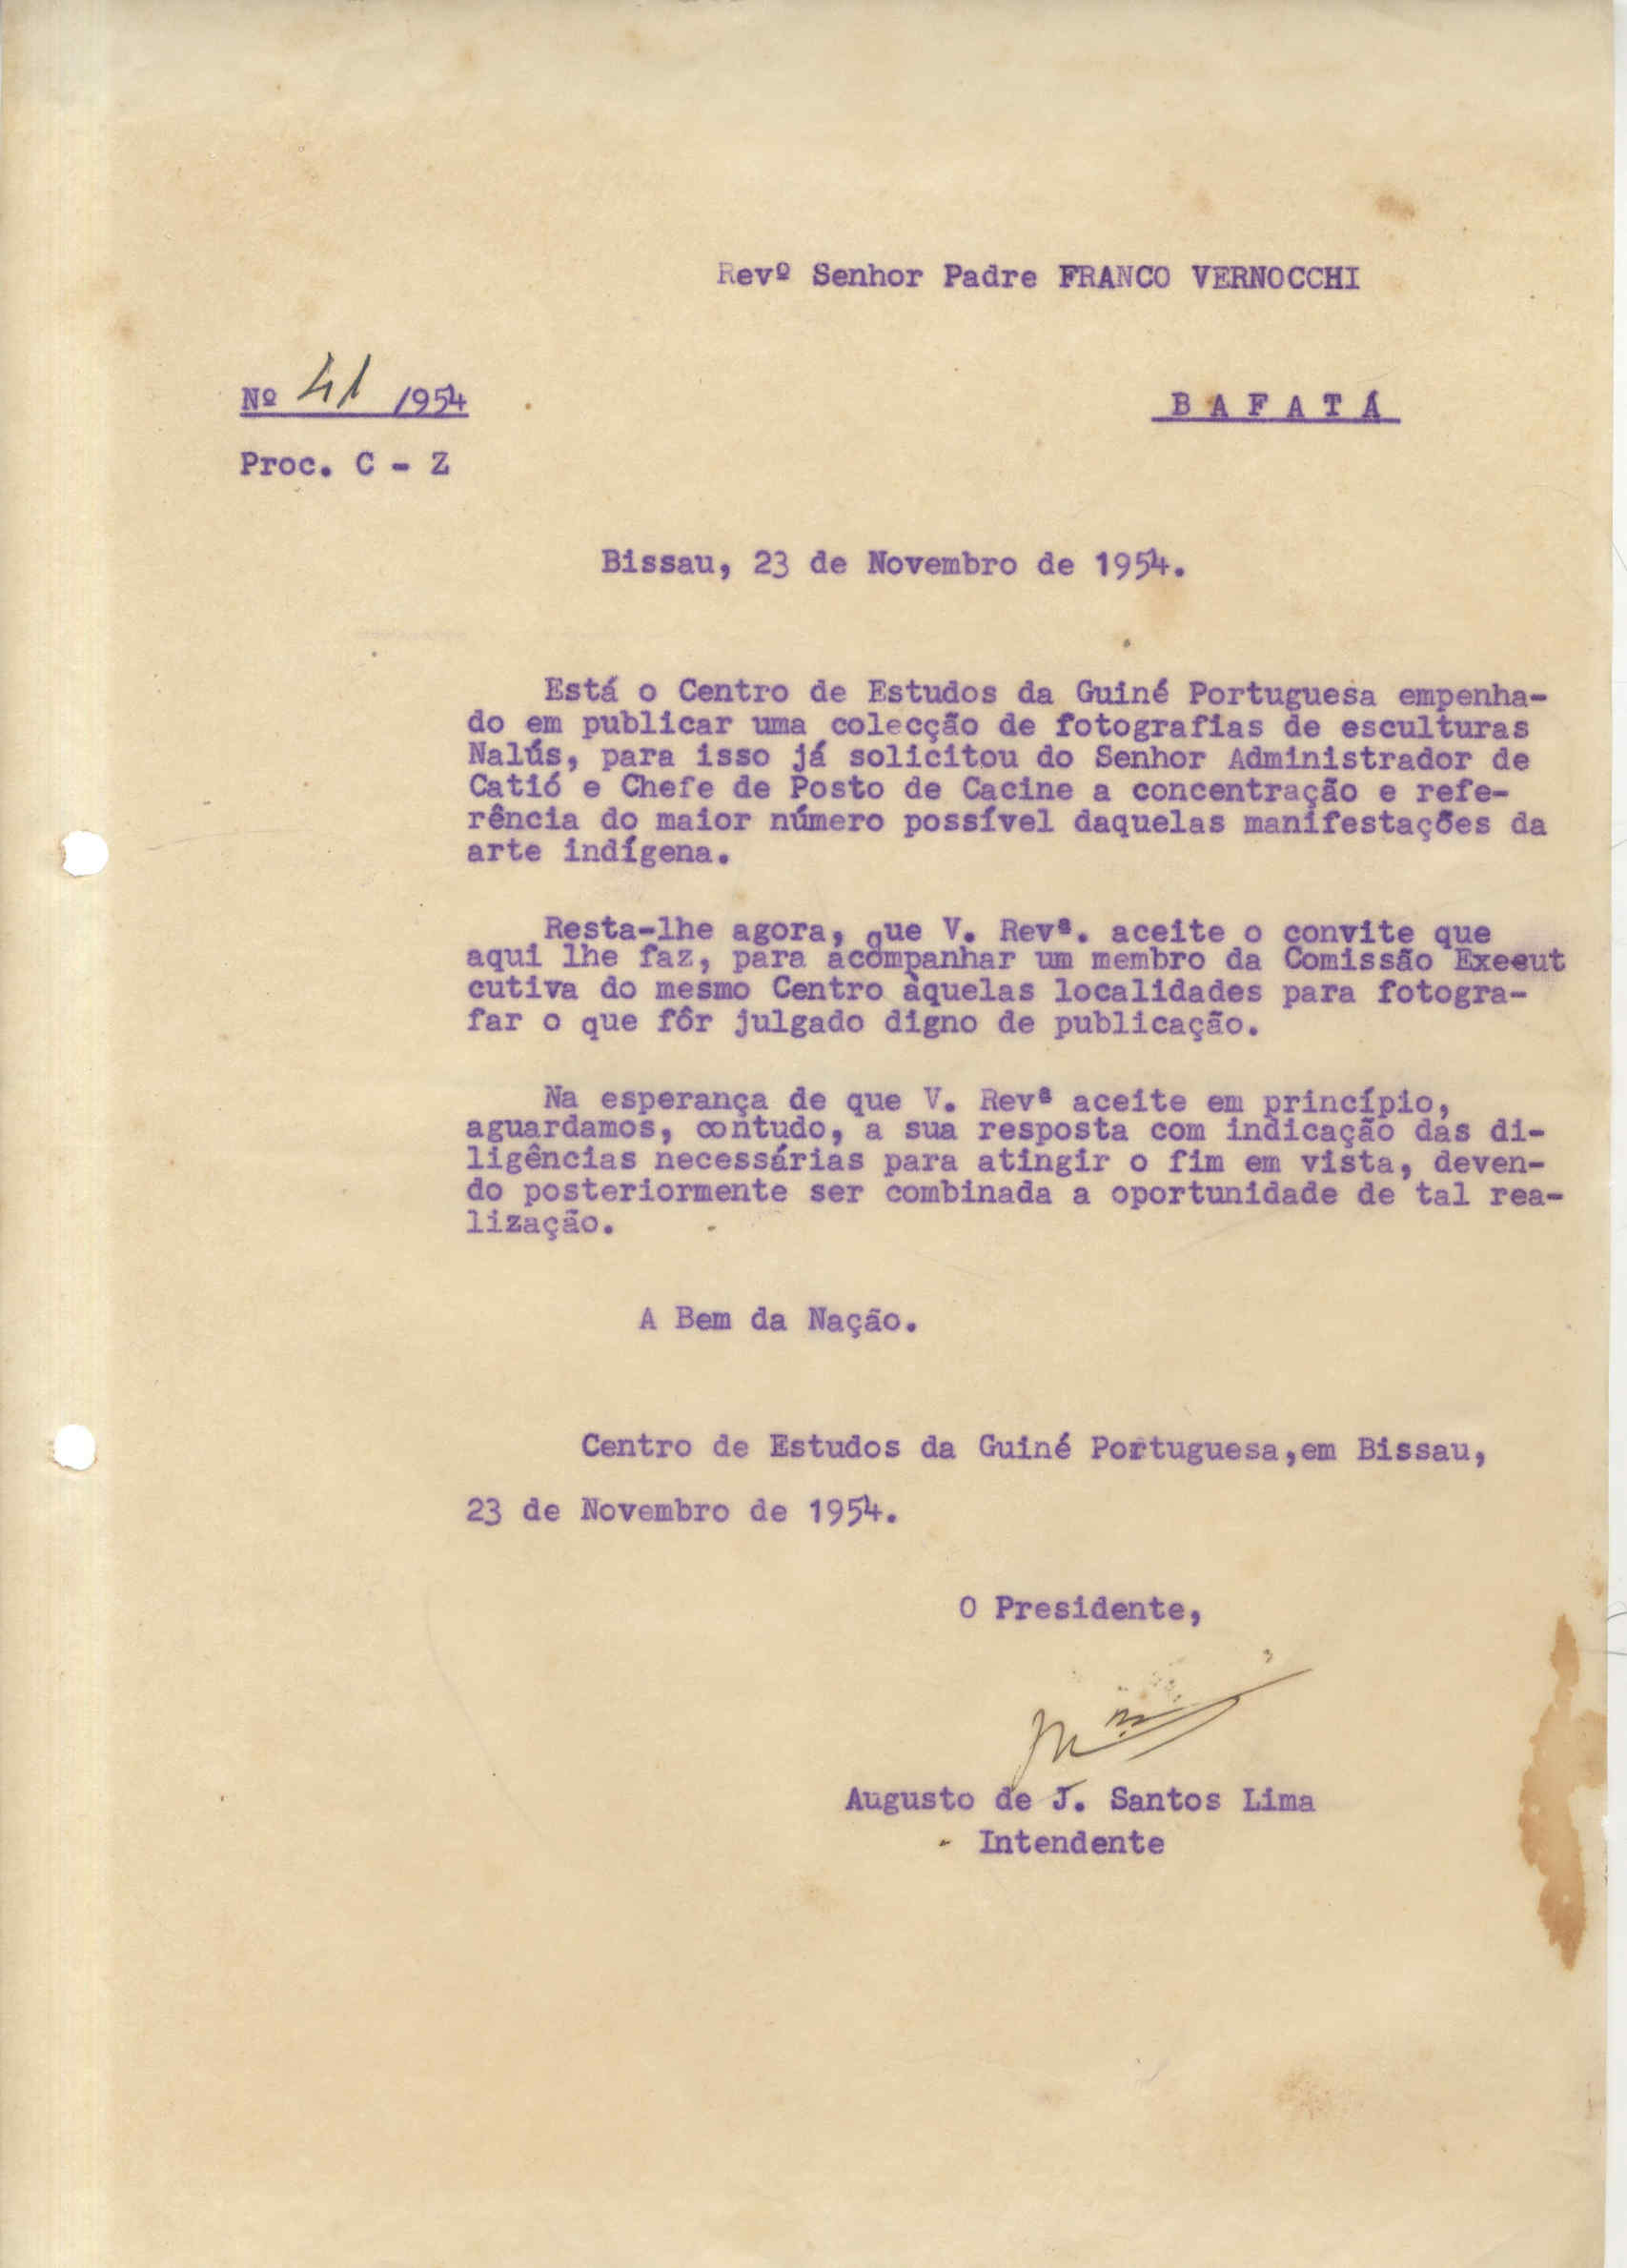 Revº Senhor Padre FRANCO VERNOCCHI
Nº 41 /1954
B A F A T Á
Proc. C - Z
Bissau, 23 de Novembro de 1954.
Está o Centro de Estudos da Guiné Portuguesa empenha-
do em publicar uma colecção de fotografias de esculturas
Nalús, para isso já solicitou do Senhor Administrador de
Catió e Chefe de Posto de Cacine a concentração e refe-
rência do maior número possível daquelas manifestações da
arte indígena.
Resta-lhe agora, que V. Revª. aceite o convite que
aqui lhe faz, para acompanhar um membro da Comissão Exeeut
cutiva do mesmo Centro àquelas localidades para fotogra-
far o que fôr julgado digno de publicação.
Na esperança de que V. Revª aceite em princípio,
aguardamos, contudo, a sua resposta com indicação das di-
ligências necessárias para atingir o fim em vista, deven-
do posteriormente ser combinada a oportunidade de tal rea-
lização.
A Bem da Nação.
Centro de Estudos da Guiné Portuguesa,em Bissau,
23 de Novembro de 1954.
O Presidente,
Augusto de J. Santos Lima
- Intendente